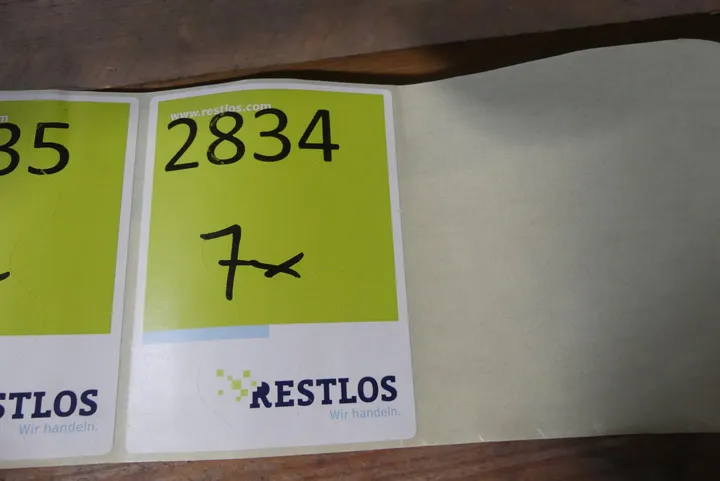 m
35
STLOS
Wir handeln.
www.restlos.com
2834
7x
RESTLOS
Wir handeln.